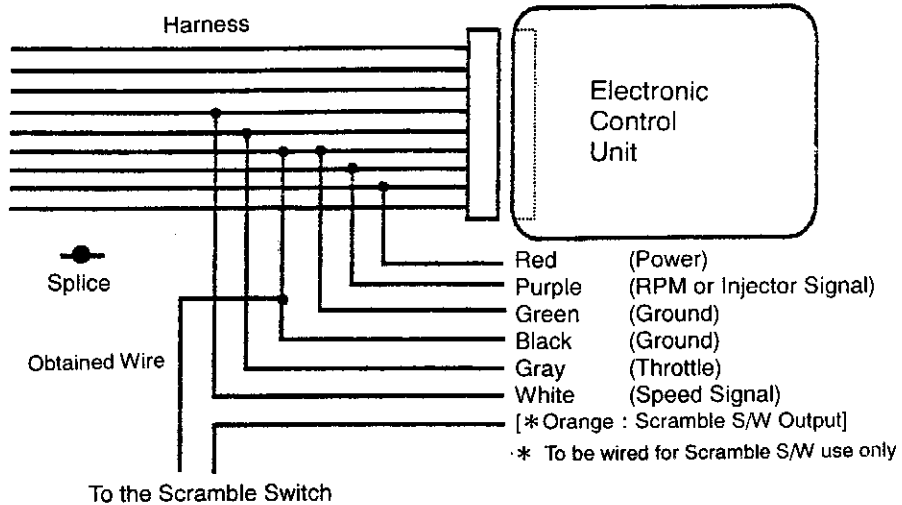 Harness
Electronic
Control
Unit
Splice
Red (Power)
Purple (RPM or Injector Signal)
Green (Ground)
Black (Ground)
Obtained Wire
Gray (Throttle)
White (Speed Signal)
[*Orange : Scramble S/W Output]
* To be wired for Scramble S/W use only
To the Scramble Switch